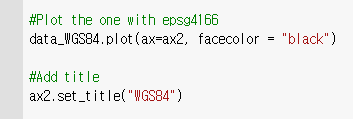 #Plot the one with epsg4166
data_WGS84.plot(ax=ax2, facecolor = "black")
#Add title
ax2.set_title("WGS84")